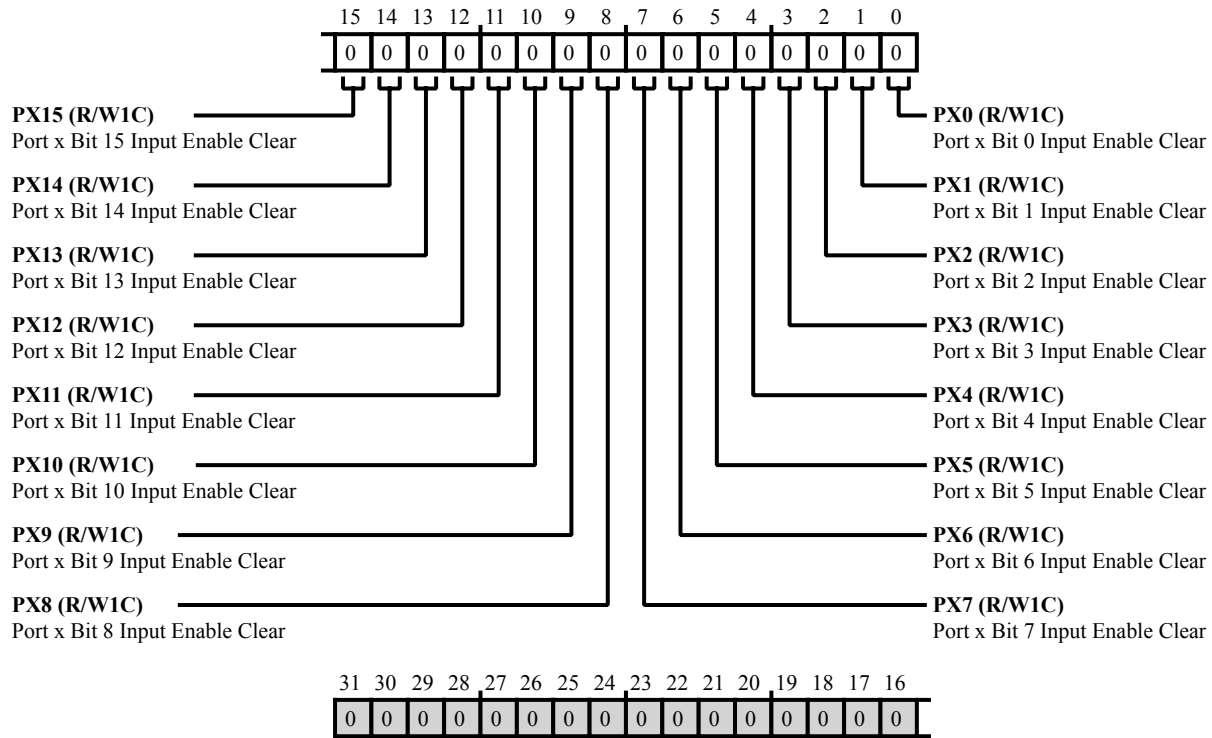 15 14 13 12 11 10 9 8 7 6 5 4 3 2 1 0
0 0 0 0 0 0 0 0 0 0 0 0 0 0 0 0
PX15 (R/W1C)
Port x Bit 15 Input Enable Clear
PX14 (R/W1C)
Port x Bit 14 Input Enable Clear
PX13 (R/W1C)
Port x Bit 13 Input Enable Clear
PX12 (R/W1C)
Port x Bit 12 Input Enable Clear
PX11 (R/W1C)
Port x Bit 11 Input Enable Clear
PX10 (R/W1C)
Port x Bit 10 Input Enable Clear
PX9 (R/W1C)
Port x Bit 9 Input Enable Clear
PX8 (R/W1C)
Port x Bit 8 Input Enable Clear
PX0 (R/W1C)
Port x Bit 0 Input Enable Clear
PX1 (R/W1C)
Port x Bit 1 Input Enable Clear
PX2 (R/W1C)
Port x Bit 2 Input Enable Clear
PX3 (R/W1C)
Port x Bit 3 Input Enable Clear
PX4 (R/W1C)
Port x Bit 4 Input Enable Clear
PX5 (R/W1C)
Port x Bit 5 Input Enable Clear
PX6 (R/W1C)
Port x Bit 6 Input Enable Clear
PX7 (R/W1C)
Port x Bit 7 Input Enable Clear
31 30 29 28 27 26 25 24 23 22 21 20 19 18 17 16
0 0 0 0 0 0 0 0 0 0 0 0 0 0 0 0